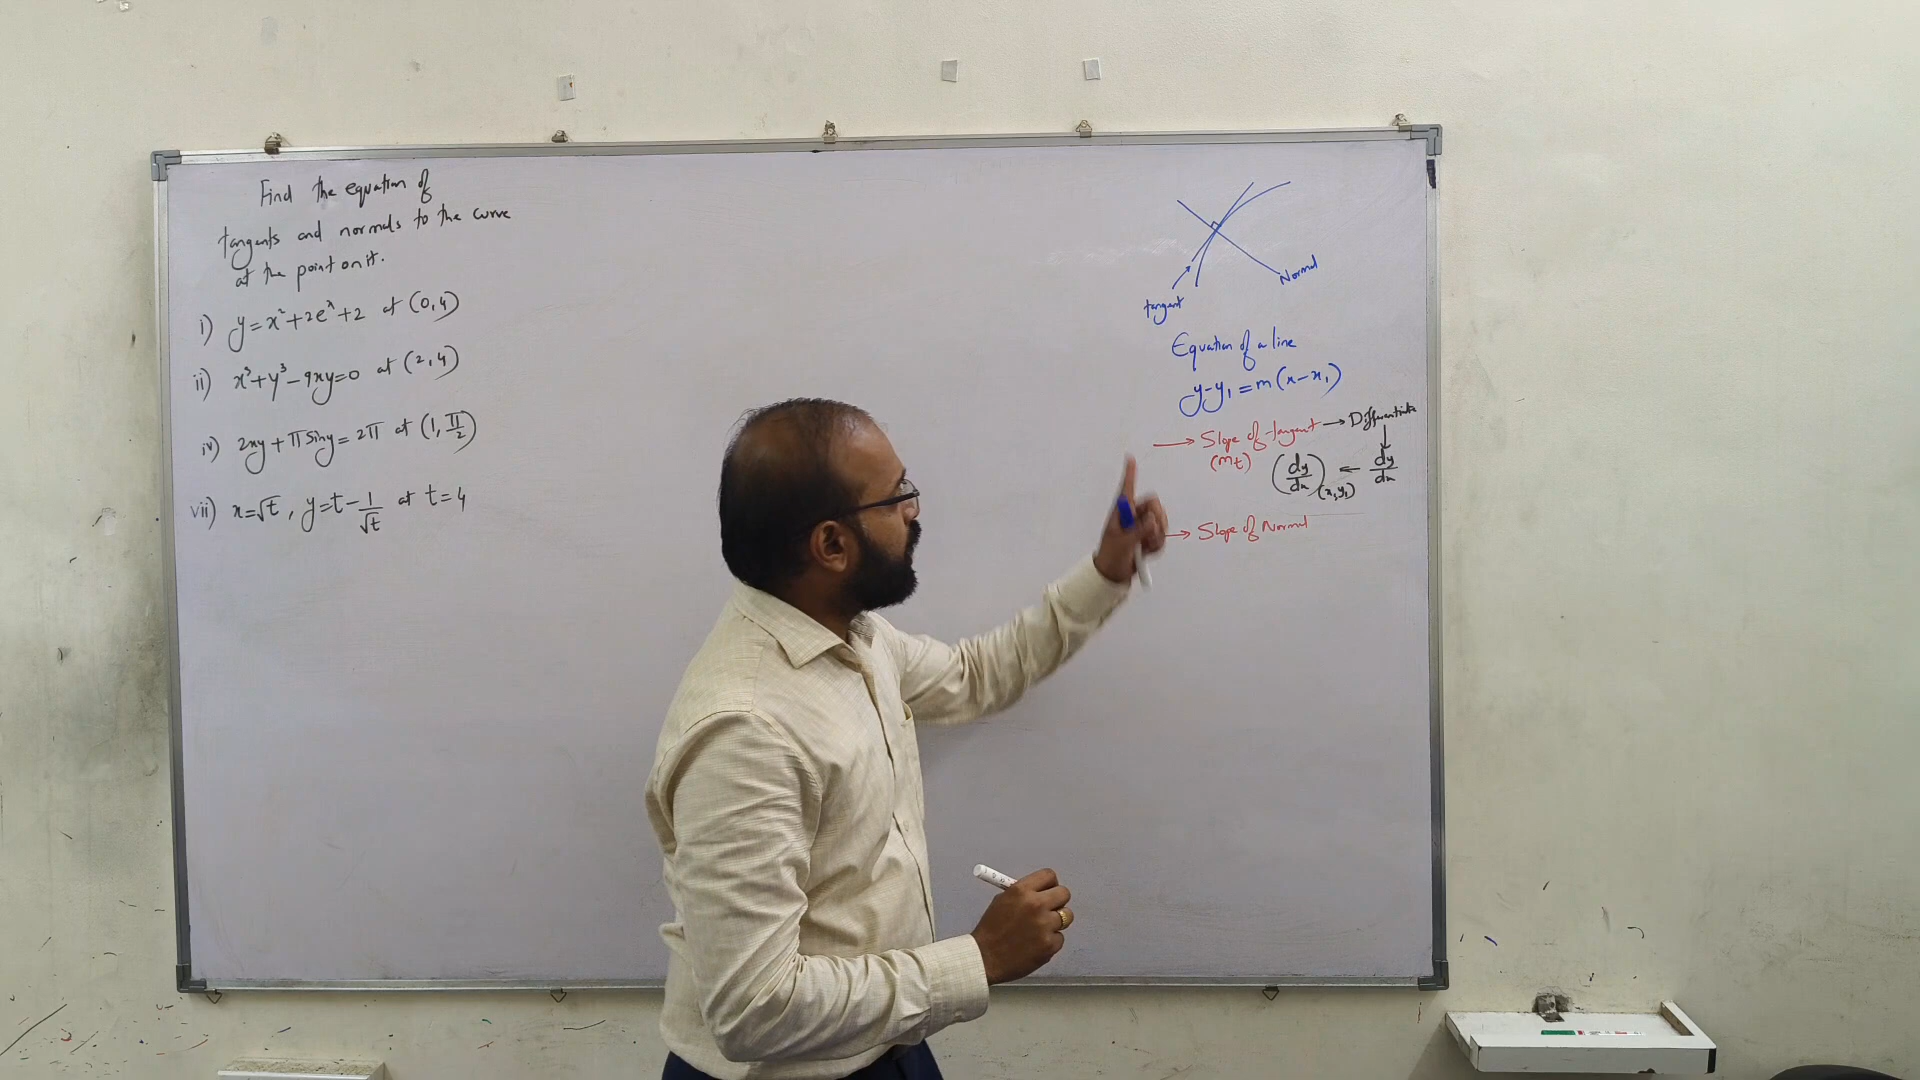 Find the equation of
tangents and normals to the curve
at the point on it.
i) y=x²+2eˣ+2 at (0,4)
ii) x³+y³-9xy=0 at (2,4)
iv) 2xy+π siny=2π at (1, π/2)
vii) x=√t, y=t-1/√t at t=4
tangent
Normal
Equation of a line
y-y₁=m(x-x₁)
→ Slope of tangent → Differentiate
(mt) (dy/dx)(x₁,y₁) ← dy/dx
→ Slope of Normal